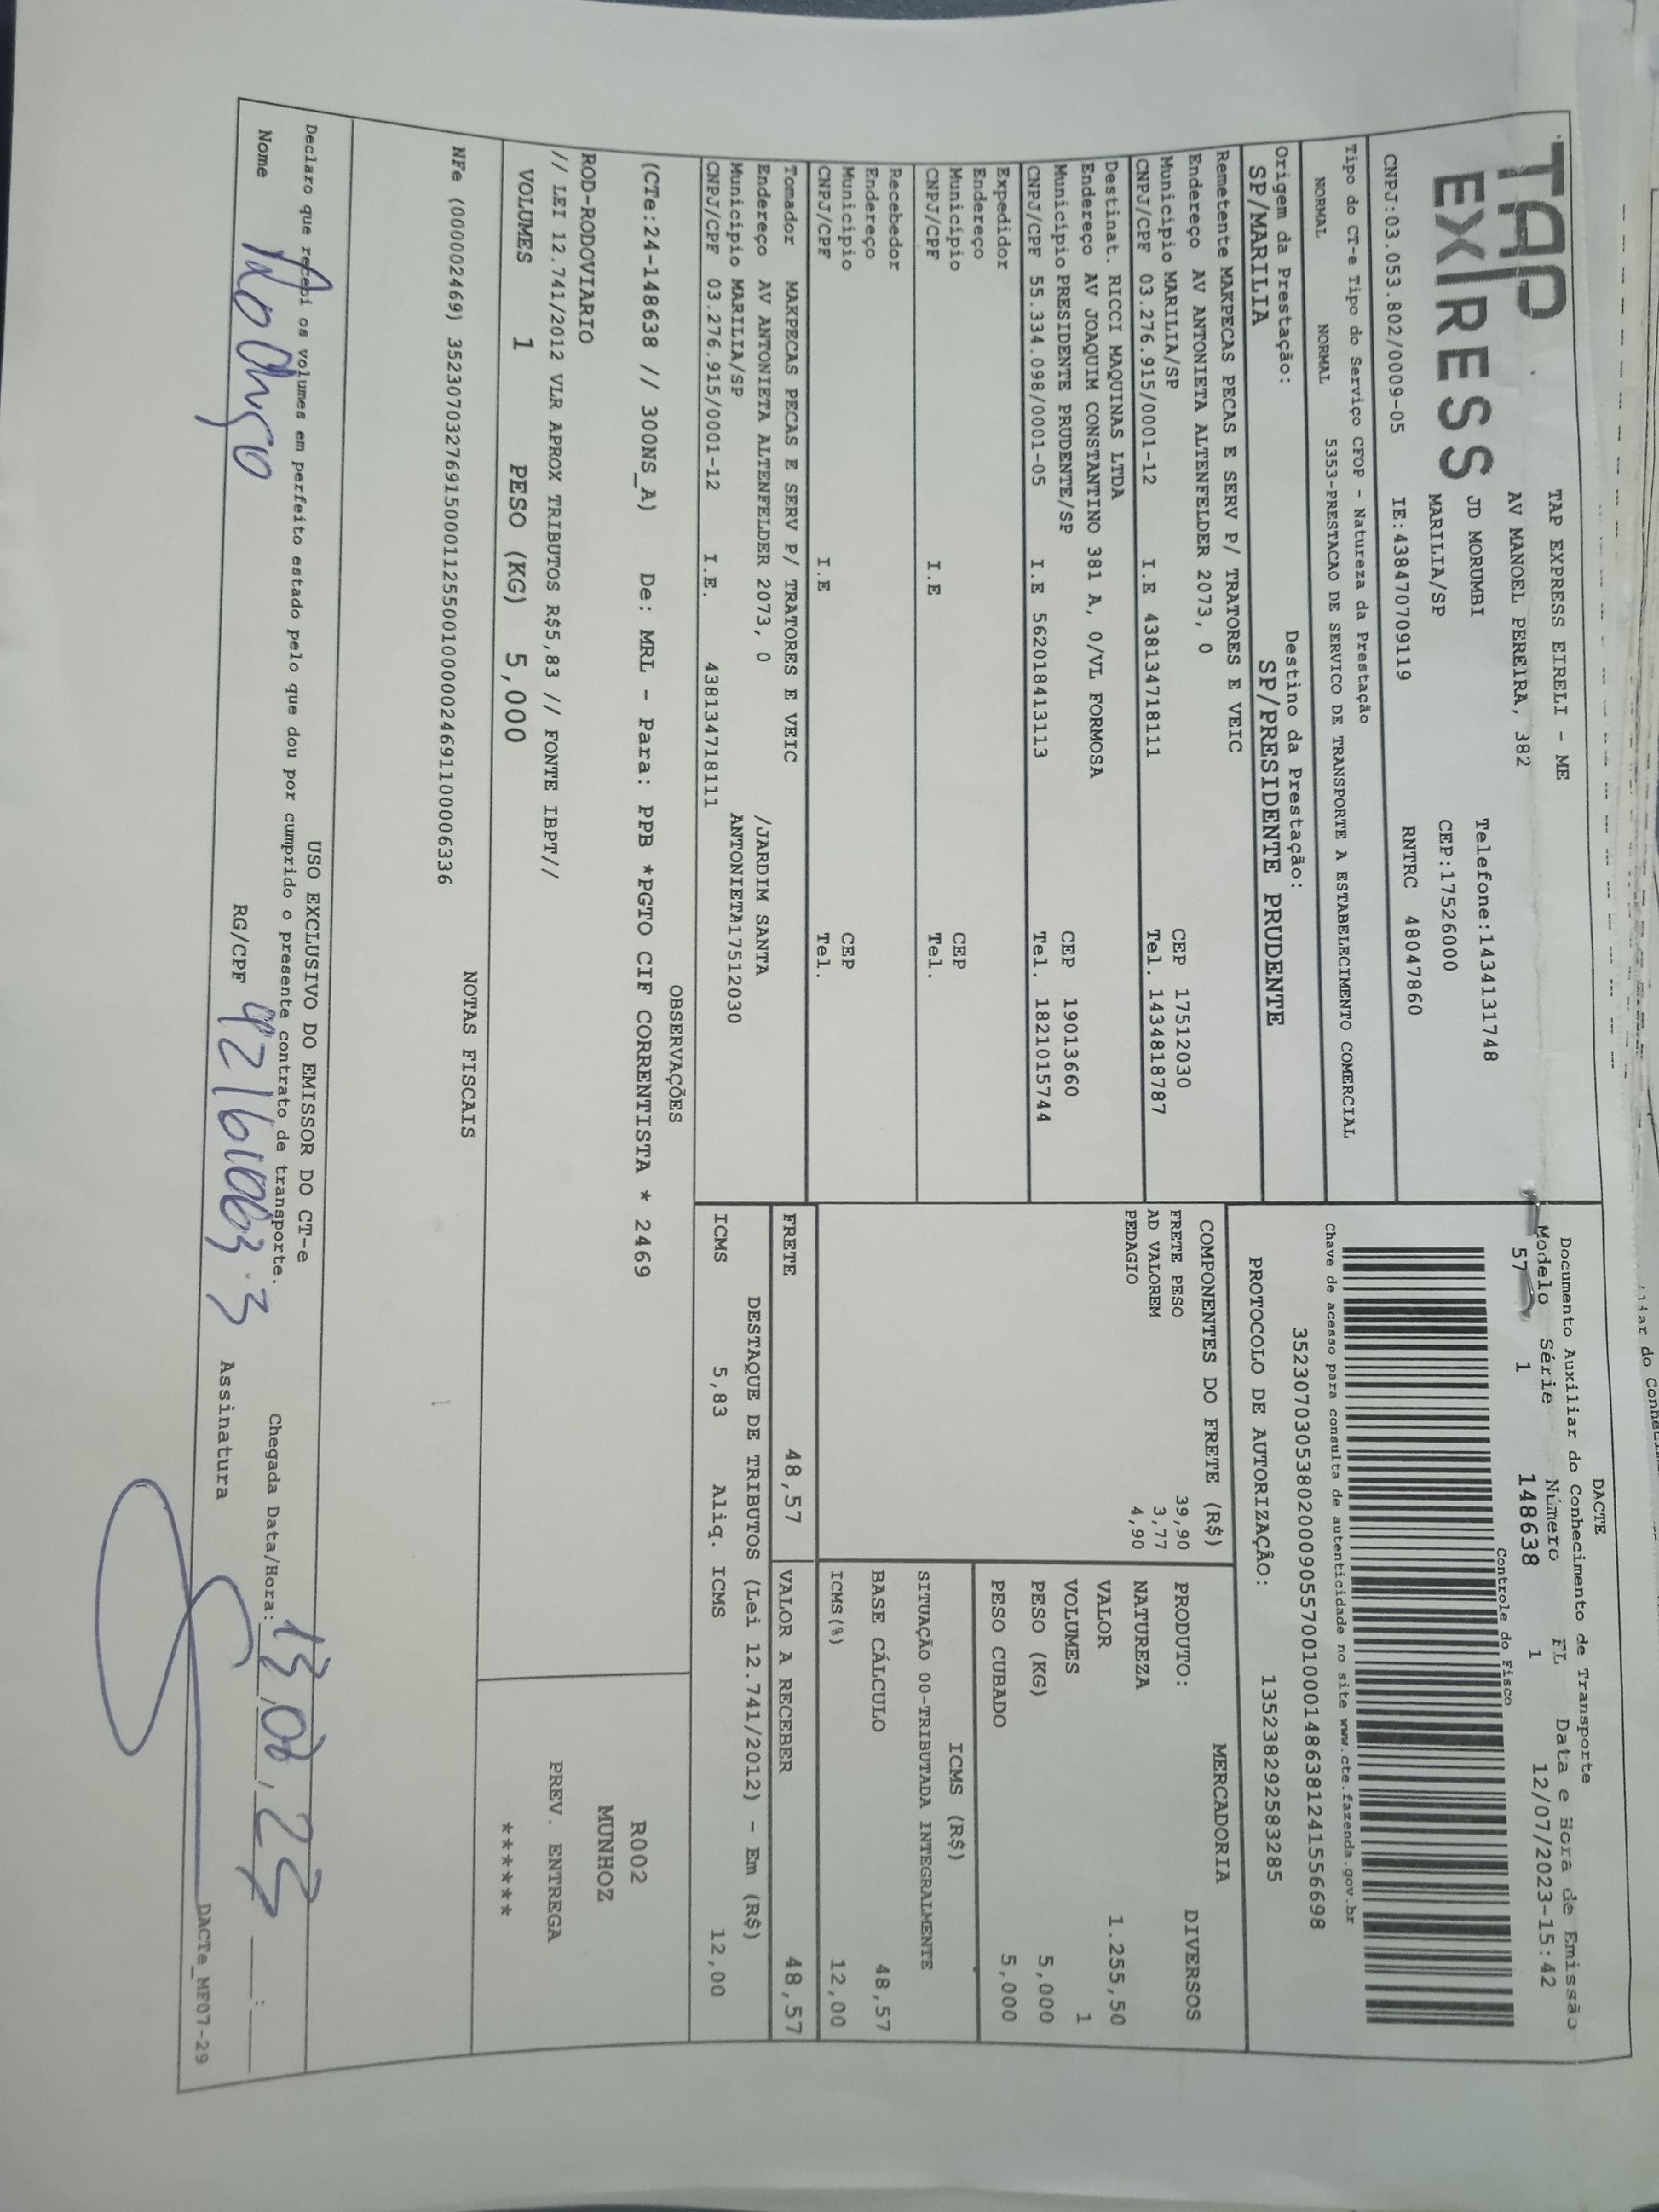 TAP EXPRESS
TAP EXPRESS EIRELI - ME
AV MANOEL PEREIRA, 382
JD MORUMBI Telefone:1434131748
MARILIA/SP CEP:17526000
CNPJ:03.053.802/0009-05 IE:438470709119 RNTRC 48047860
Tipo do CT-e Tipo do Serviço CFOP - Natureza da Prestação
NORMAL NORMAL 5353-PRESTACAO DE SERVICO DE TRANSPORTE A ESTABELECIMENTO COMERCIAL
Origem da Prestação: Destino da Prestação:
SP/MARILIA SP/PRESIDENTE PRUDENTE
DACTE
Documento Auxiliar do Conhecimento de Transporte
Modelo Série Número FL Data e Hora de Emissão
57 1 148638 1 12/07/2023-15:42
Controle do Fisco
Chave de acesso para consulta de autenticidade no site www.cte.fazenda.gov.br
35230703053802000905570010001486381241556698
PROTOCOLO DE AUTORIZAÇÃO: 135238292583285
Remetente MAKPECAS PECAS E SERV P/ TRATORES E VEIC
Endereço AV ANTONIETA ALTENFELDER 2073, 0
Municipio MARILIA/SP CEP 17512030
CNPJ/CPF 03.276.915/0001-12 I.E 438134718111 Tel. 1434818787
Destinat. RICCI MAQUINAS LTDA
Endereço AV JOAQUIM CONSTANTINO 381 A, 0/VL FORMOSA
Municipio PRESIDENTE PRUDENTE/SP CEP 19013660
CNPJ/CPF 55.334.098/0001-05 I.E 562018413113 Tel. 1821015744
Expedidor
Endereço
Municipio CEP
CNPJ/CPF I.E Tel.
Recebedor
Endereço
Municipio CEP
CNPJ/CPF I.E Tel.
Tomador MAKPECAS PECAS E SERV P/ TRATORES E VEIC
Endereço AV ANTONIETA ALTENFELDER 2073, 0 /JARDIM SANTA
Municipio MARILIA/SP ANTONIETA17512030
CNPJ/CPF 03.276.915/0001-12 I.E. 438134718111
COMPONENTES DO FRETE (R$)
FRETE PESO 39,90
AD VALOREM 3,77
PEDAGIO 4,90
MERCADORIA
PRODUTO: DIVERSOS
NATUREZA
VALOR 1.255,50
VOLUMES 1
PESO (KG) 5,000
PESO CUBADO 5,000
ICMS (R$)
SITUAÇÃO 00-TRIBUTADA INTEGRALMENTE
BASE CÁLCULO 48,57
ICMS(%) 12,00
FRETE 48,57 VALOR A RECEBER 48,57
DESTAQUE DE TRIBUTOS (Lei 12.741/2012) - Em (R$)
ICMS 5,83 Aliq. ICMS 12,00
OBSERVAÇÕES
(CTe:24-148638 // 300NS_A) De: MRL - Para: PPB *PGTO CIF CORRENTISTA * 2469
ROD-RODOVIARIO
// LEI 12.741/2012 VLR APROX TRIBUTOS R$5,83 // FONTE IBPT//
VOLUMES 1 PESO (KG) 5,000
R002
MUNHOZ
PREV. ENTREGA
*******
NOTAS FISCAIS
NFe (000002469) 35230703276915000112550010000024691100006336
USO EXCLUSIVO DO EMISSOR DO CT-e
Declaro que recebi os volumes em perfeito estado pelo que dou por cumprido o presente contrato de transporte.
Chegada Data/Hora:
Nome RG/CPF Assinatura
DACTe_MF07-29